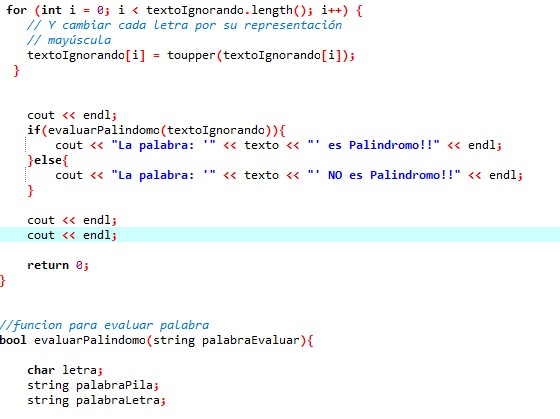 for (int i = 0; i < textoIgnorando.length(); i++) {
// Y cambiar cada letra por su representación
// mayúscula
textoIgnorando[i] = toupper(textoIgnorando[i]);
}
cout << endl;
if(evaluarPalindomo(textoIgnorando)){
cout << "La palabra: '" << texto << "' es Palindromo!!" << endl;
}else{
cout << "La palabra: '" << texto << "' NO es Palindromo!!" << endl;
}
cout << endl;
cout << endl;
return 0;
}
//funcion para evaluar palabra
bool evaluarPalindomo(string palabraEvaluar){
char letra;
string palabraPila;
string palabraLetra;